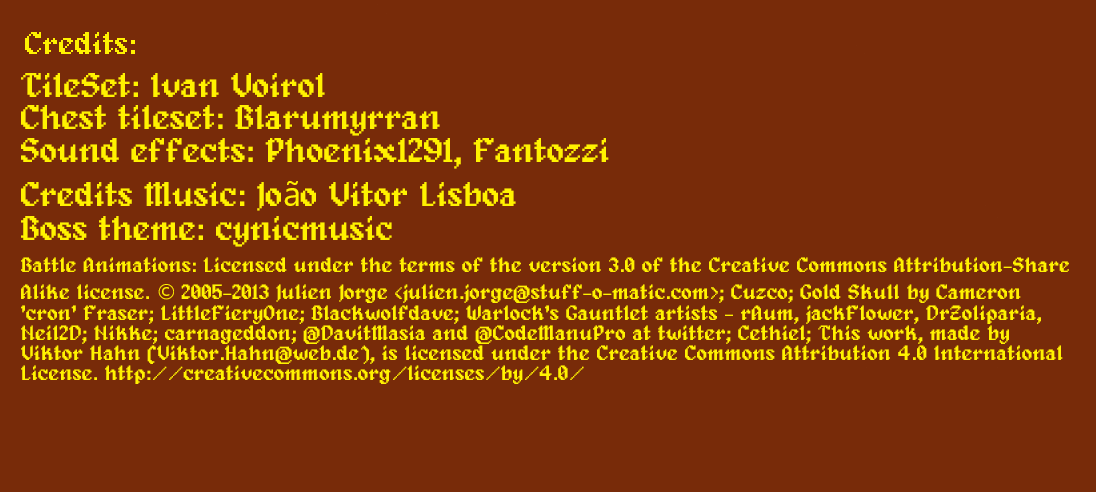 Credits:
TileSet: Ivan Voirol
Chest tileset: Blarumyrran
Sound effects: Phoenix1291, Fantozzi
Credits Music: João Vitor Lisboa
Boss theme: cynicmusic
Battle Animations: Licensed under the terms of the version 3.0 of the Creative Commons Attribution-Share
Alike license. © 2005-2013 Julien Jorge <julien.jorge@stuff-o-matic.com>; Cuzco; Gold Skull by Cameron
'cron' Fraser; LittleFieryOne; Blackwolfdave; Warlock's Gauntlet artists - rAum, jackFlower, DrZoliparia,
Neil2D; Nikke; carnageddon; @DavitMasia and @CodeManuPro at twitter; Cethiel; This work, made by
Viktor Hahn (Viktor.Hahn@web.de), is licensed under the Creative Commons Attribution 4.0 International
License. http://creativecommons.org/licenses/by/4.0/